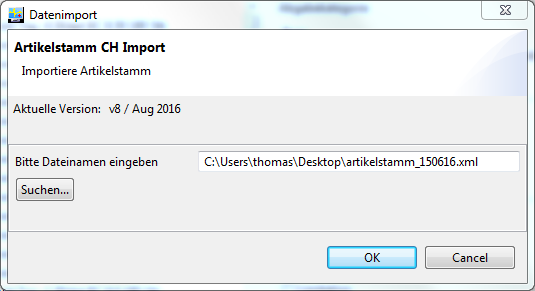 Datenimport
Artikelstamm CH Import
Importiere Artikelstamm
Aktuelle Version: v8 / Aug 2016
Bitte Dateinamen eingeben C:\Users\thomas\Desktop\artikelstamm_150616.xml
Suchen...
OK Cancel